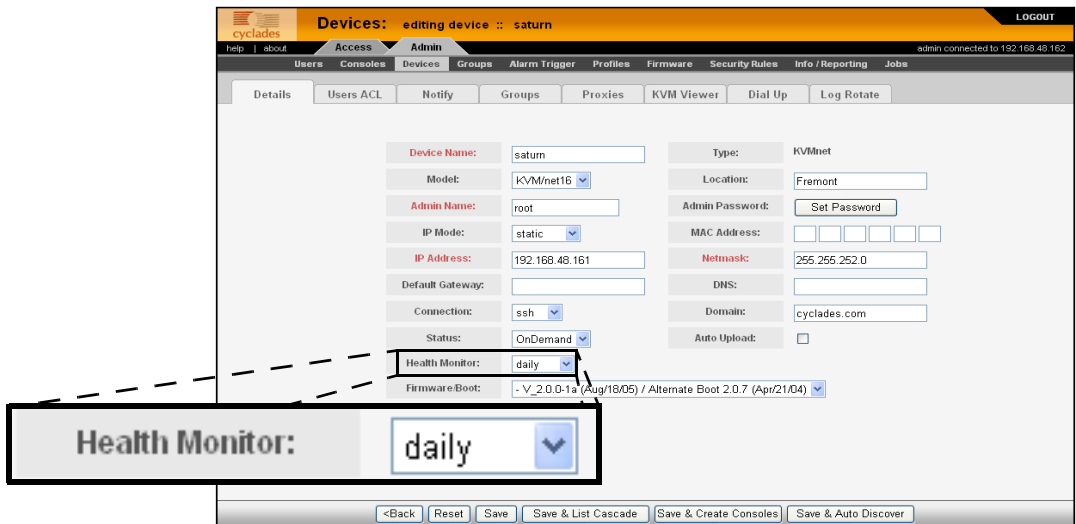 cyclades
Devices: editing device :: saturn
LOGOUT
help | about
Access Admin
admin connected to 192.168.48.162
Users Consoles Devices Groups Alarm Trigger Profiles Firmware Security Rules Info / Reporting Jobs
Details Users ACL Notify Groups Proxies KVM Viewer Dial Up Log Rotate
Device Name: saturn Type: KVMnet
Model: KVM/net16 Location: Fremont
Admin Name: root Admin Password: Set Password
IP Mode: static MAC Address:
IP Address: 192.168.48.161 Netmask: 255.255.252.0
Default Gateway: DNS:
Connection: ssh Domain: cyclades.com
Status: OnDemand Auto Upload:
Health Monitor: daily
Firmware/Boot: - V_2.0.0-1a (Aug/18/05) / Alternate Boot 2.0.7 (Apr/21/04)
Health Monitor: daily
<Back Reset Save Save & List Cascade Save & Create Consoles Save & Auto Discover